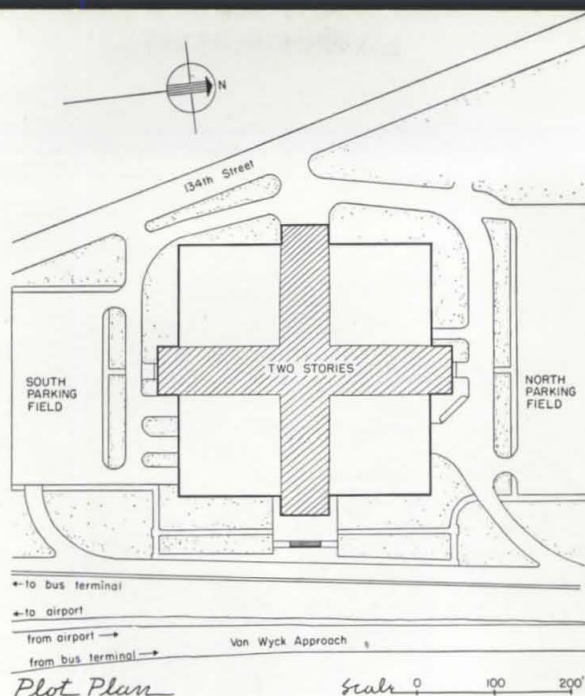 N
134th Street
TWO STORIES
SOUTH
PARKING
FIELD
NORTH
PARKING
FIELD
←to bus terminal
←to airport
from airport→
from bus terminal→
Van Wyck Approach
Plot Plan
Scale 0 100 200'